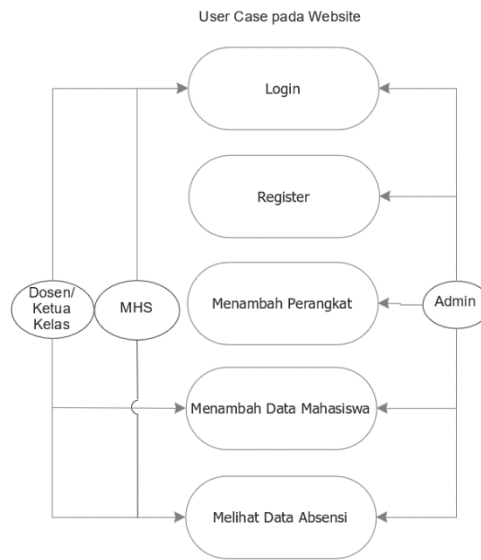 User Case pada Website
Login
Register
Dosen/
Ketua
Kelas
MHS
Menambah Perangkat
Admin
Menambah Data Mahasiswa
Melihat Data Absensi